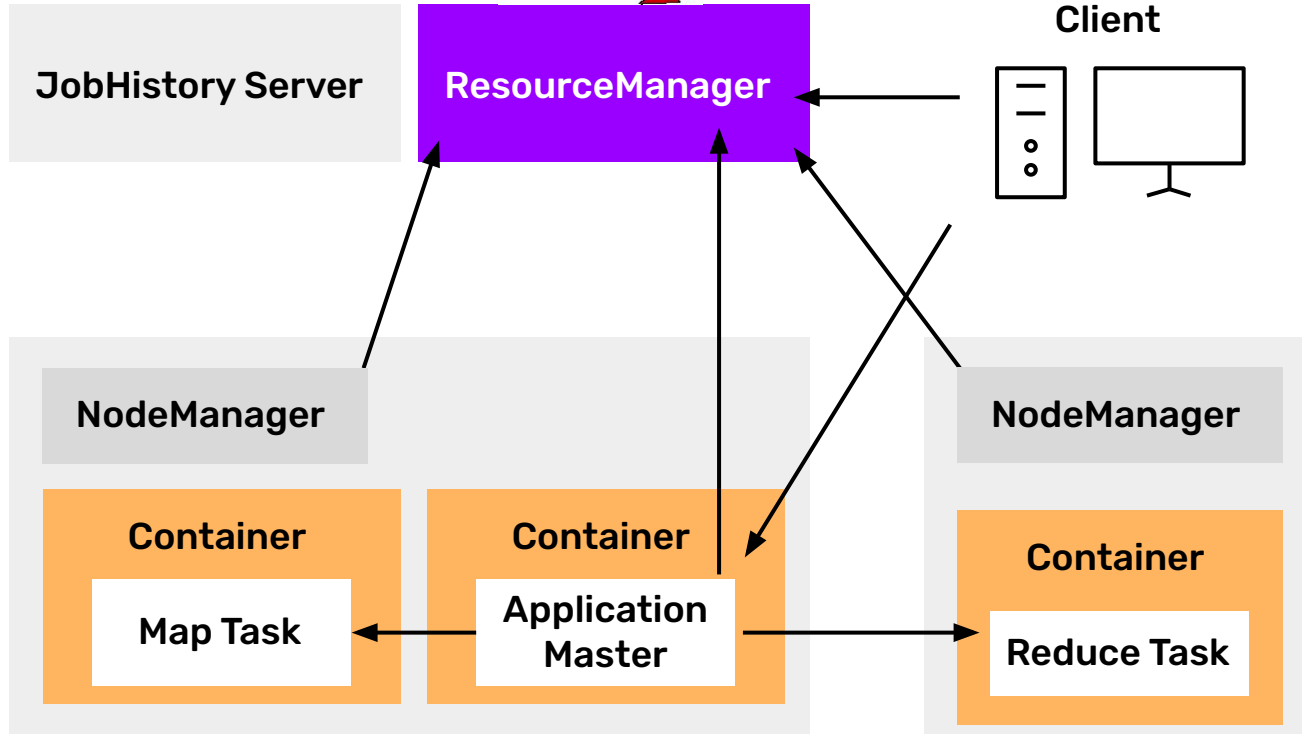 Client
JobHistory Server
ResourceManager
NodeManager
NodeManager
Container
Container
Container
Map Task
Application
Master
Reduce Task